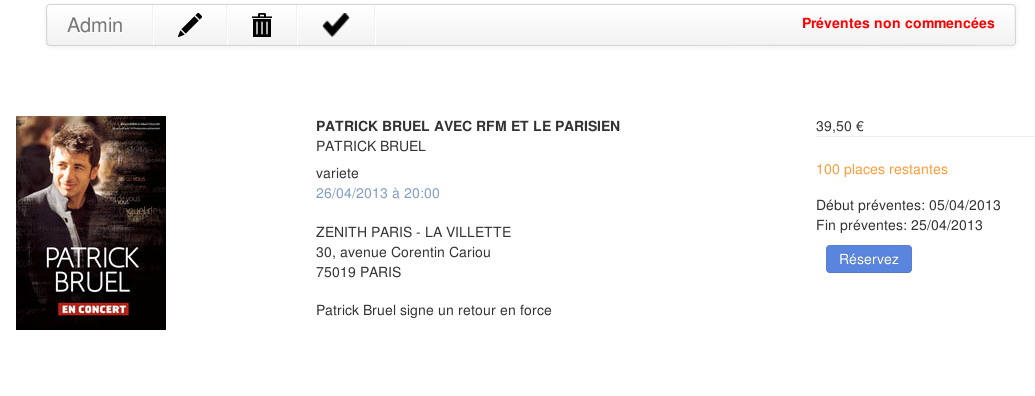 Admin
Préventes non commencées
PATRICK
BRUEL
EN CONCERT
PATRICK BRUEL AVEC RFM ET LE PARISIEN
PATRICK BRUEL
variete
26/04/2013 à 20:00
ZENITH PARIS - LA VILLETTE
30, avenue Corentin Cariou
75019 PARIS
Patrick Bruel signe un retour en force
39,50 €
100 places restantes
Début préventes: 05/04/2013
Fin préventes: 25/04/2013
Réservez